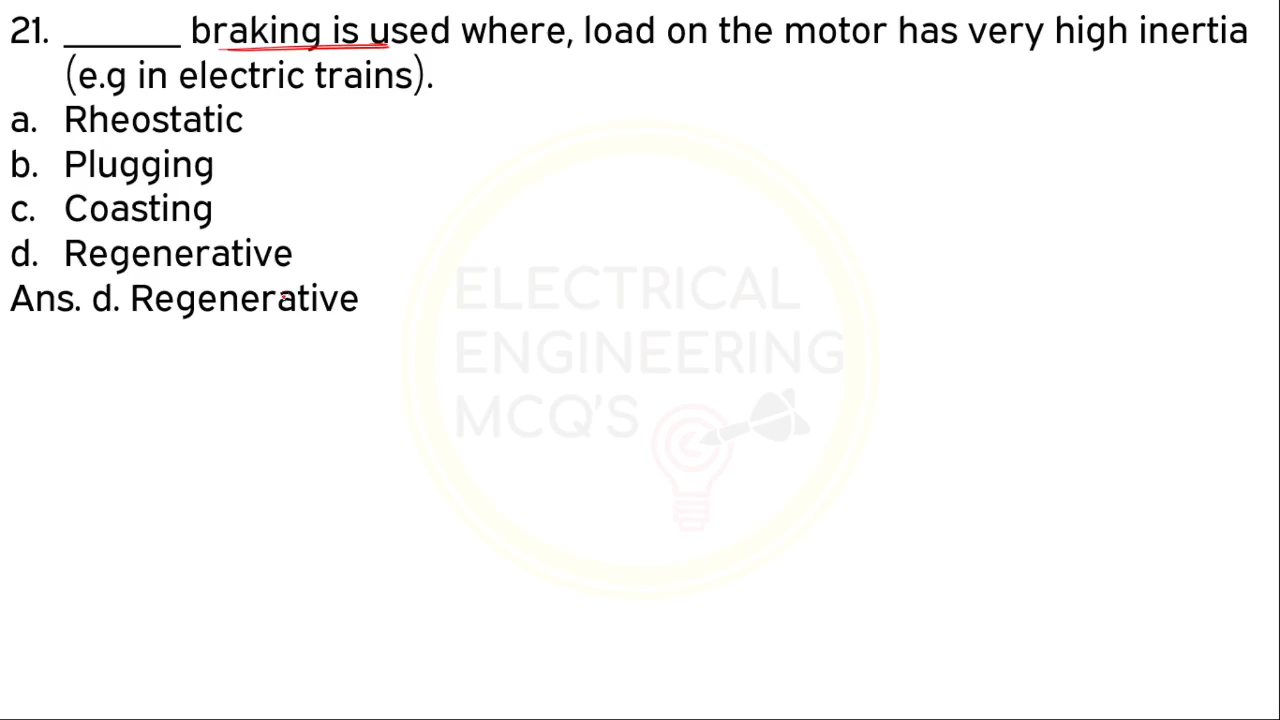 21. ______ braking is used where, load on the motor has very high inertia
(e.g in electric trains).
a. Rheostatic
b. Plugging
c. Coasting
d. Regenerative
Ans. d. Regenerative
ELECTRICAL
ENGINEERING
MCQ'S